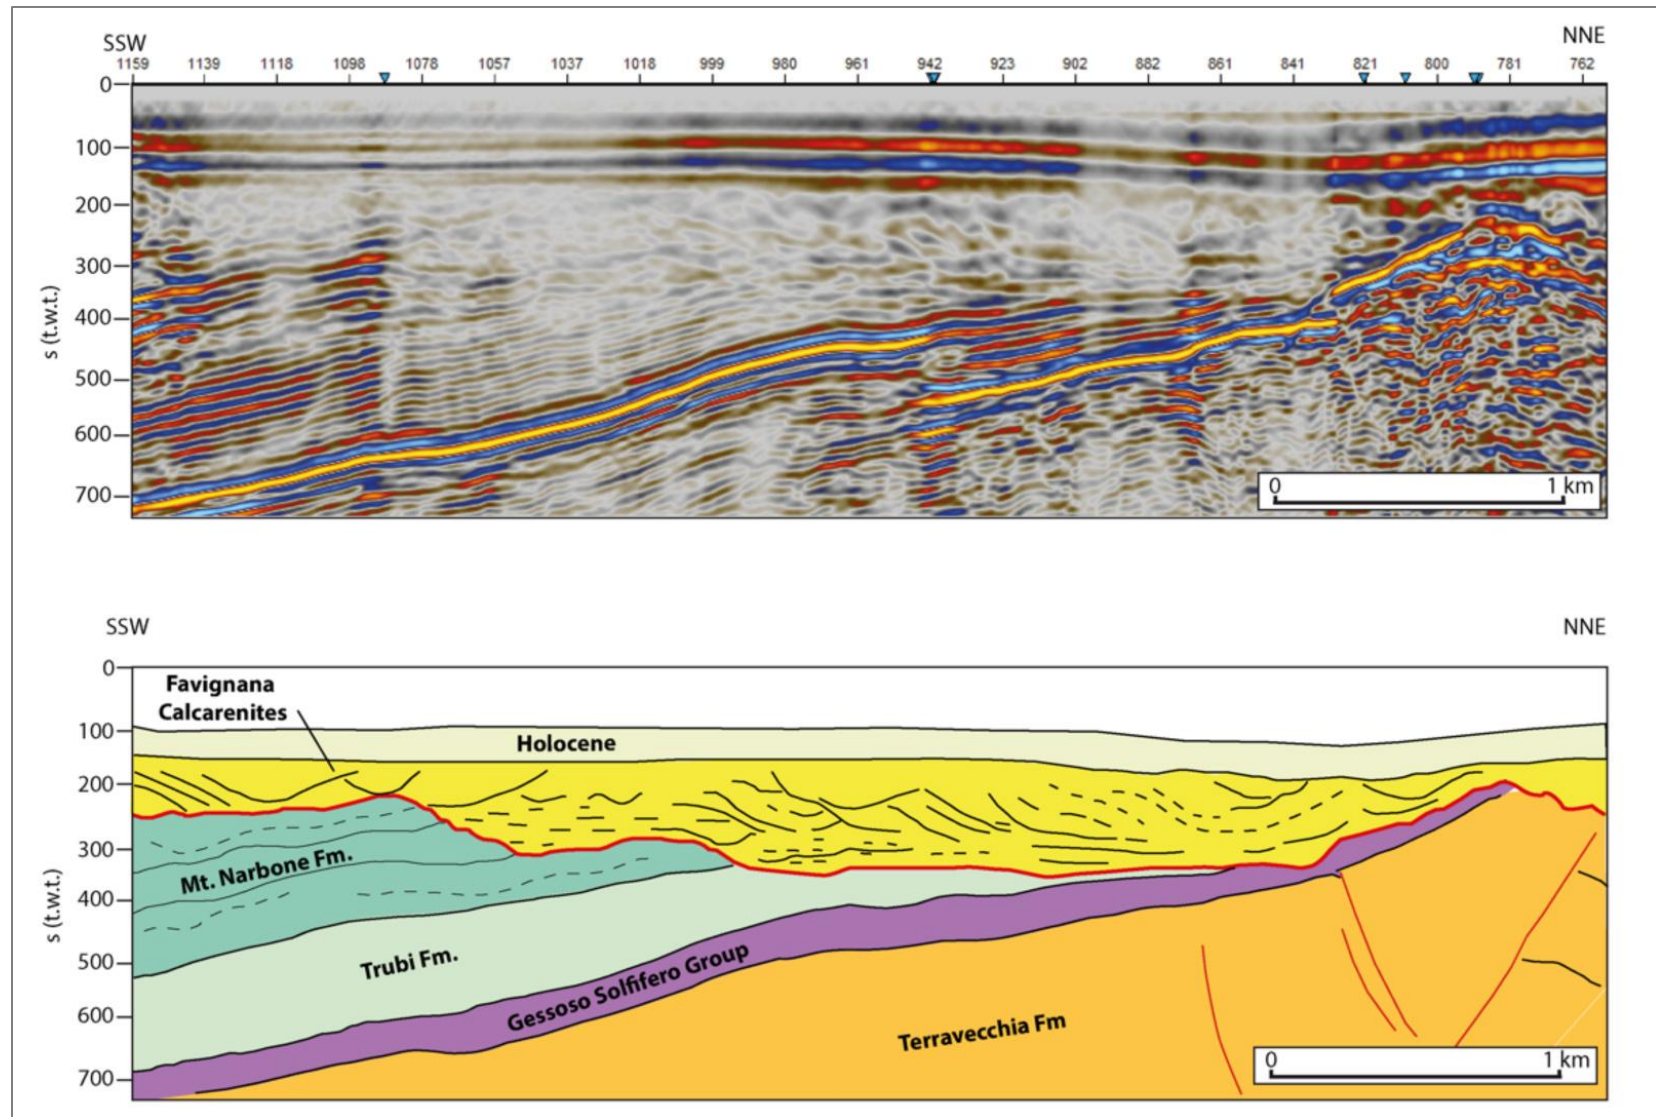 SSW NNE
1159 1139 1118 1098 1078 1057 1037 1018 999 980 961 942 923 902 882 861 841 821 800 781 762
0
100
200
300
400
500
600
700
s (t.w.t.)
0 1 km
SSW NNE
0
100
200
300
400
500
600
700
s (t.w.t.)
Favignana
Calcarenites
Holocene
Mt. Narbone Fm.
Trubi Fm.
Gessoso Solfifero Group
Terravecchia Fm
0 1 km